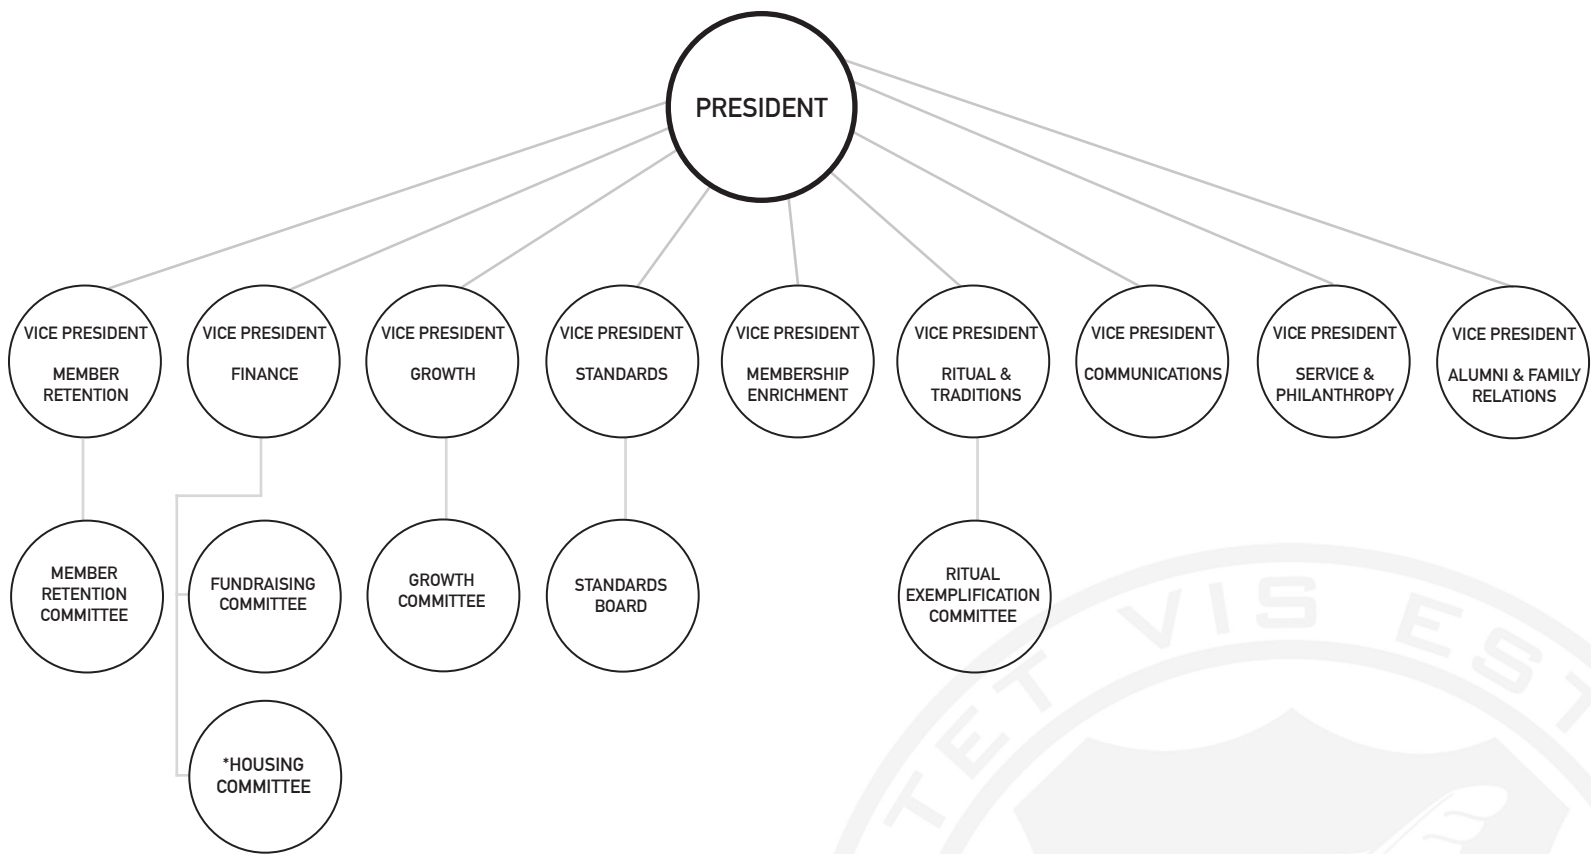 PRESIDENT
VICE PRESIDENT
MEMBER
RETENTION
VICE PRESIDENT
FINANCE
VICE PRESIDENT
GROWTH
VICE PRESIDENT
STANDARDS
VICE PRESIDENT
MEMBERSHIP
ENRICHMENT
VICE PRESIDENT
RITUAL &
TRADITIONS
VICE PRESIDENT
COMMUNICATIONS
VICE PRESIDENT
SERVICE &
PHILANTHROPY
VICE PRESIDENT
ALUMNI & FAMILY
RELATIONS
MEMBER
RETENTION
COMMITTEE
FUNDRAISING
COMMITTEE
GROWTH
COMMITTEE
STANDARDS
BOARD
RITUAL
EXEMPLIFICATION
COMMITTEE
*HOUSING
COMMITTEE
VIS